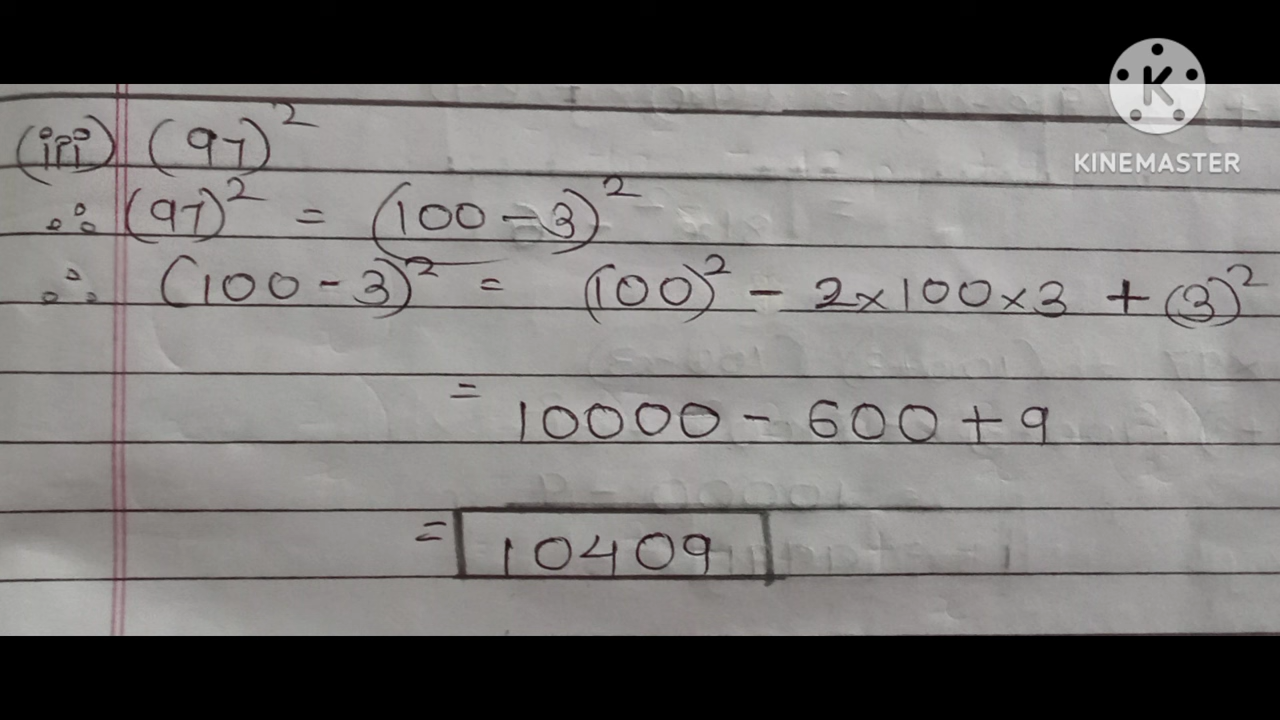 KINEMASTER
(iii) (97)²
∴ (97)² = (100 - 3)²
∴ (100 - 3)² = (100)² - 2×100×3 + (3)²
= 10000 - 600 + 9
= 10409